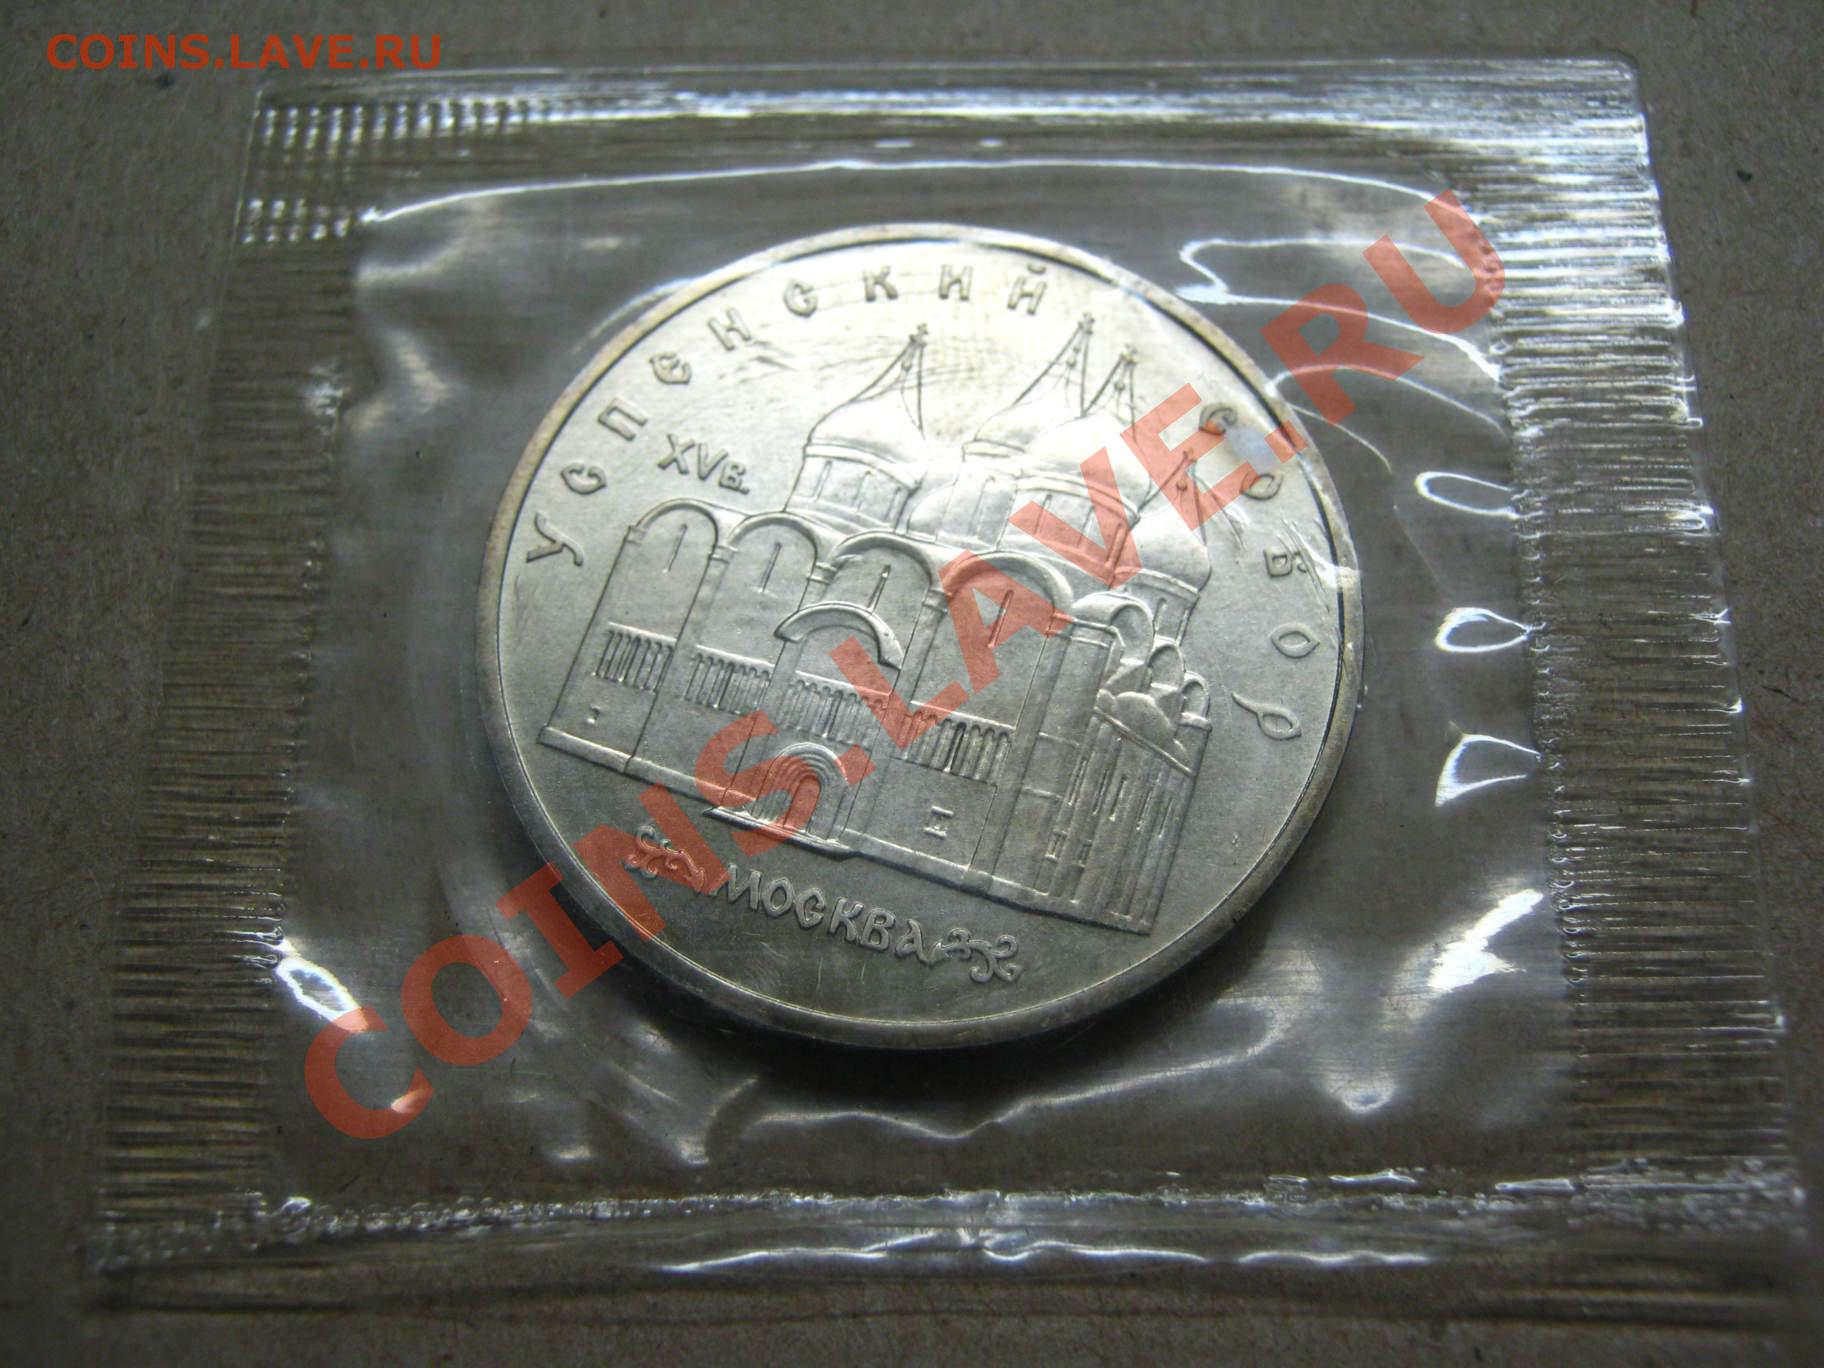 COINS.LAVE.RU
УСПЕНСКИЙ СОБОР
XVв.
МОСКВА
COINS.LAVE.RU